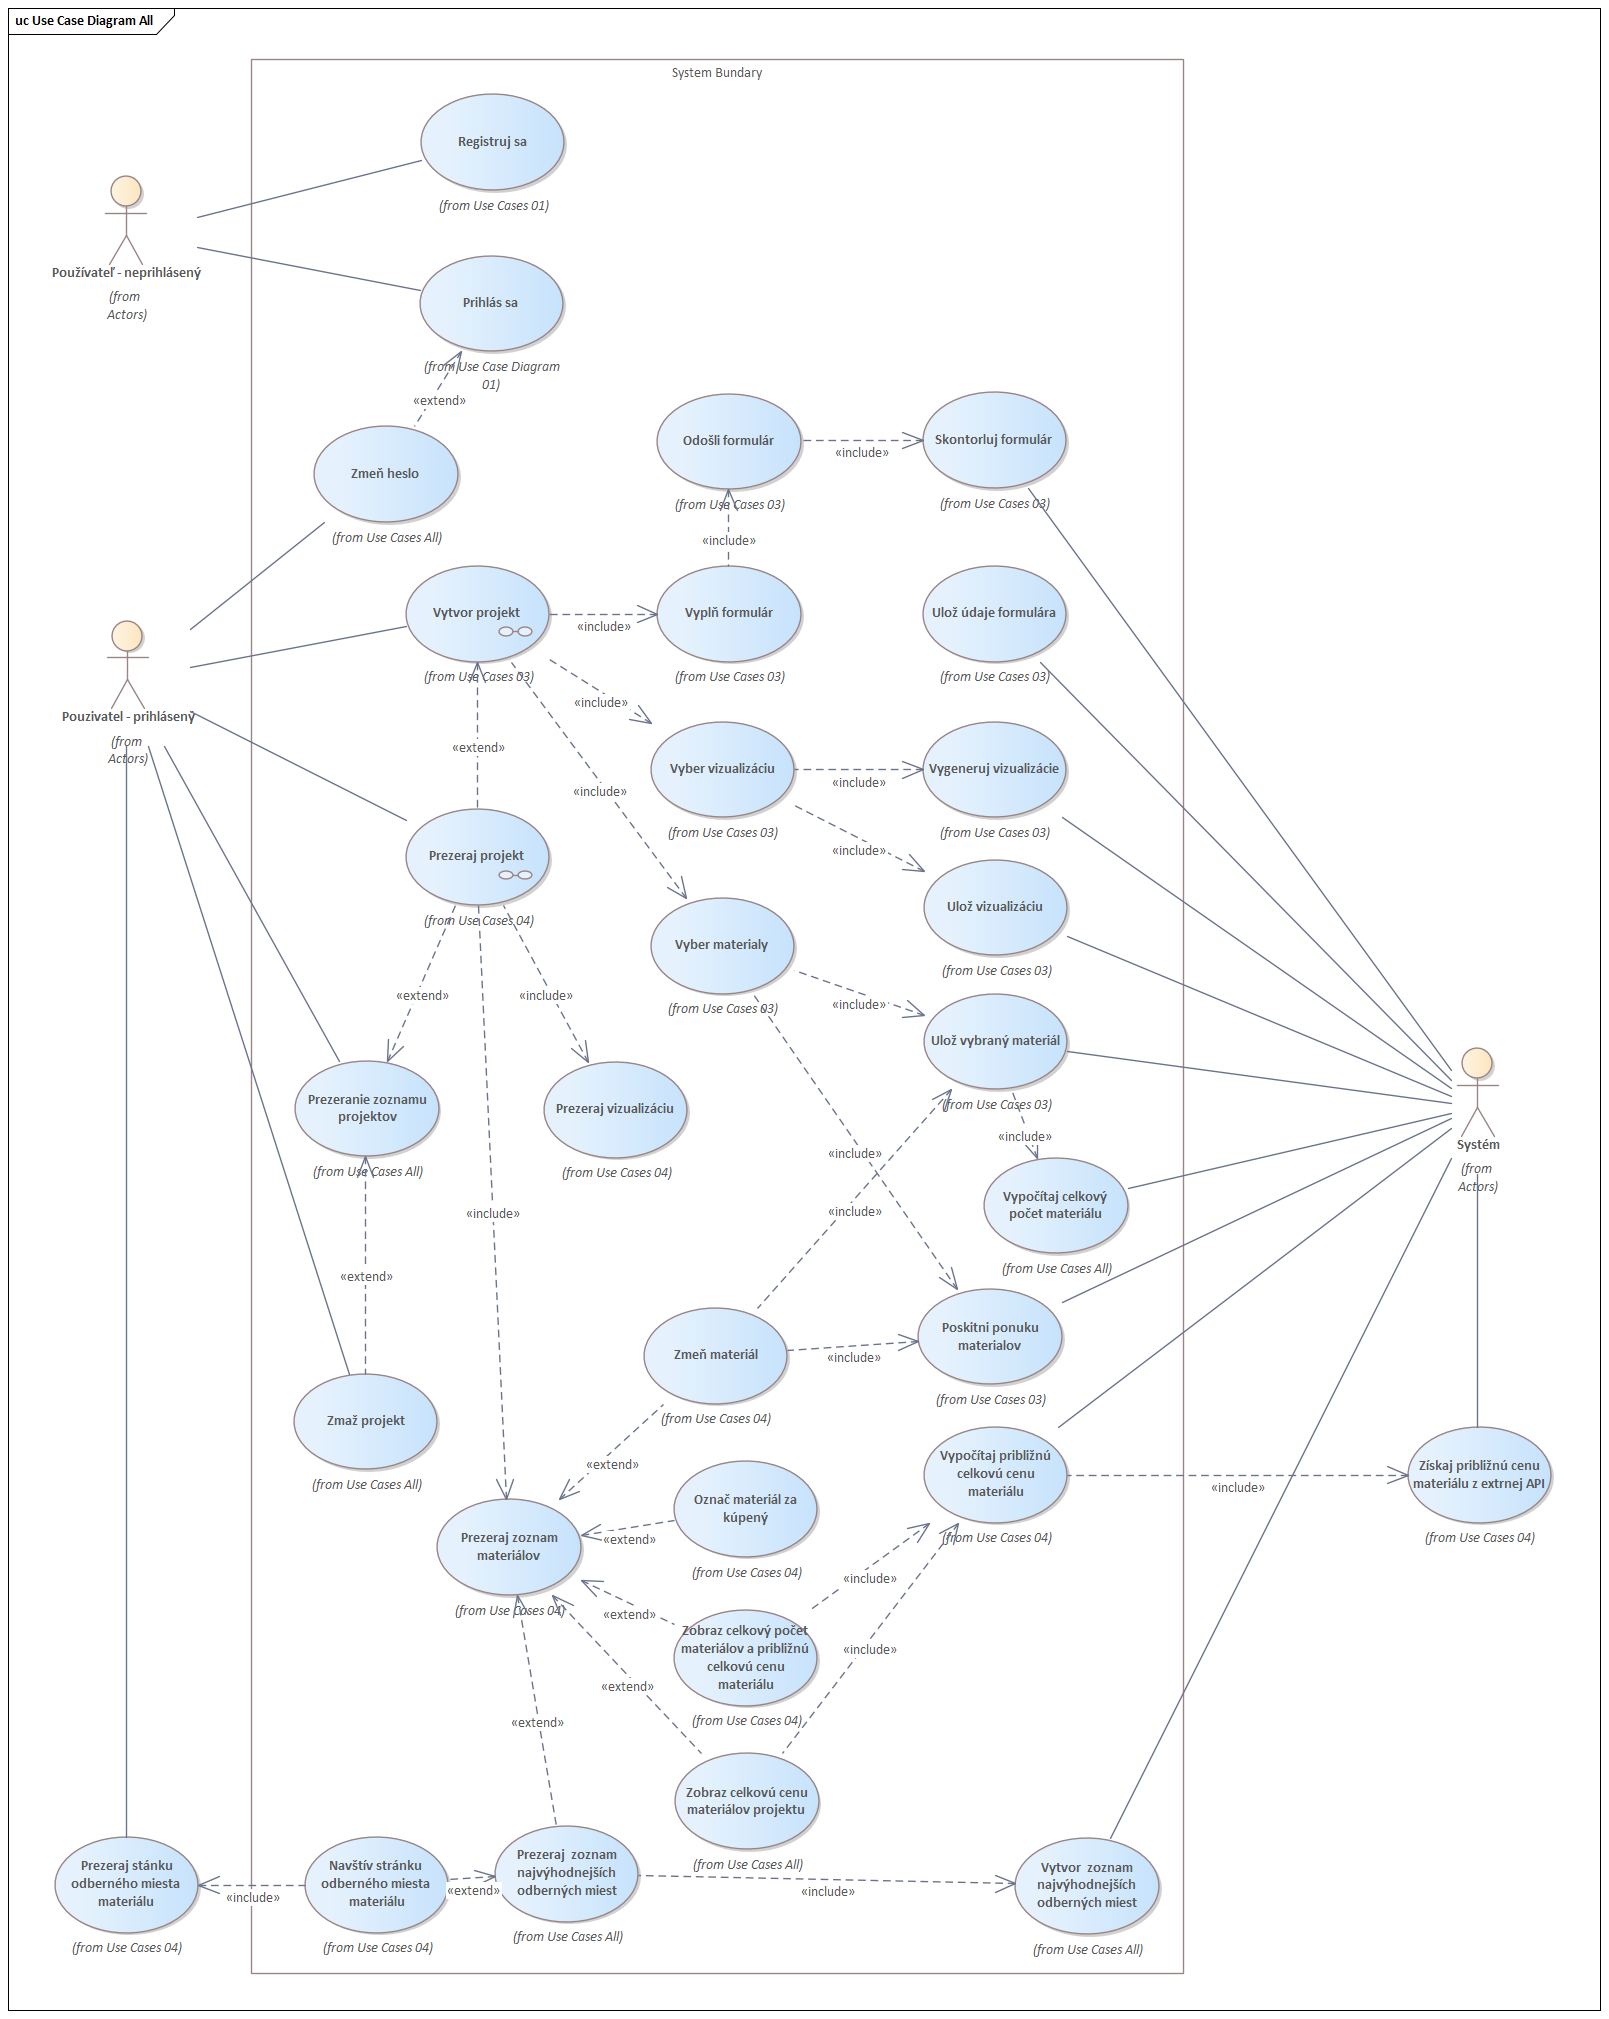 uc Use Case Diagram All
System Bundary
Registruj sa
(from Use Cases 01)
Používateľ - neprihlásený
(from
Actors)
Prihlás sa
(from Use Case Diagram
01)
«extend»
Zmeň heslo
(from Use Cases All)
Odošli formulár
(from Use Cases 03)
«include»
Skontorluj formulár
(from Use Cases 03)
«include»
Vytvor projekt
(from Use Cases 03)
«include»
Vyplň formulár
(from Use Cases 03)
Ulož údaje formulára
(from Use Cases 03)
Pouzivatel - prihlásený
(from
Actors)
«include»
«extend»
«include»
Vyber vizualizáciu
(from Use Cases 03)
«include»
Vygeneruj vizualizácie
(from Use Cases 03)
«include»
Prezeraj projekt
(from Use Cases 04)
Ulož vizualizáciu
(from Use Cases 03)
Vyber materialy
(from Use Cases 03)
«extend»
«include»
«include»
Ulož vybraný materiál
(from Use Cases 03)
Prezeranie zoznamu
projektov
(from Use Cases All)
Prezeraj vizualizáciu
(from Use Cases 04)
«include»
«include»
Systém
(from
Actors)
«include»
«include»
Vypočítaj celkový
počet materiálu
(from Use Cases All)
«extend»
Zmeň materiál
(from Use Cases 04)
«include»
Poskitni ponuku
materialov
(from Use Cases 03)
Zmaž projekt
(from Use Cases All)
«extend»
Vypočítaj približnú
celkovú cenu
materiálu
(from Use Cases 04)
«include»
Získaj približnú cenu
materiálu z extrnej API
(from Use Cases 04)
Označ materiál za
kúpený
(from Use Cases 04)
Prezeraj zoznam
materiálov
(from Use Cases 04)
«extend»
«include»
«extend»
Zobraz celkový počet
materiálov a približnú
celkovú cenu
materiálu
(from Use Cases 04)
«include»
«extend»
«extend»
Zobraz celkovú cenu
materiálov projektu
(from Use Cases All)
Prezeraj stánku
odberného miesta
materiálu
(from Use Cases 04)
«include»
Navštív stránku
odberného miesta
materiálu
(from Use Cases 04)
«extend»
Prezeraj  zoznam
najvýhodnejších
odberných miest
(from Use Cases All)
«include»
Vytvor  zoznam
najvýhodnejších
odberných miest
(from Use Cases All)